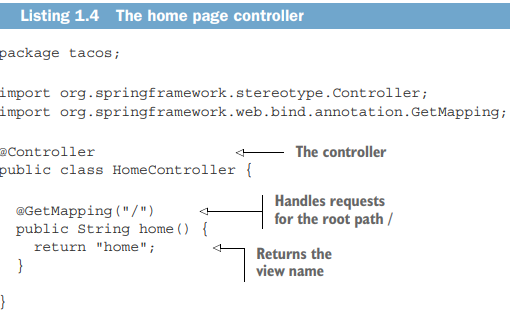 Listing 1.4 The home page controller
package tacos;
import org.springframework.stereotype.Controller;
import org.springframework.web.bind.annotation.GetMapping;
@Controller
The controller
public class HomeController {
@GetMapping("/")
Handles requests
for the root path /
public String home() {
return "home";
Returns the
view name
}
}